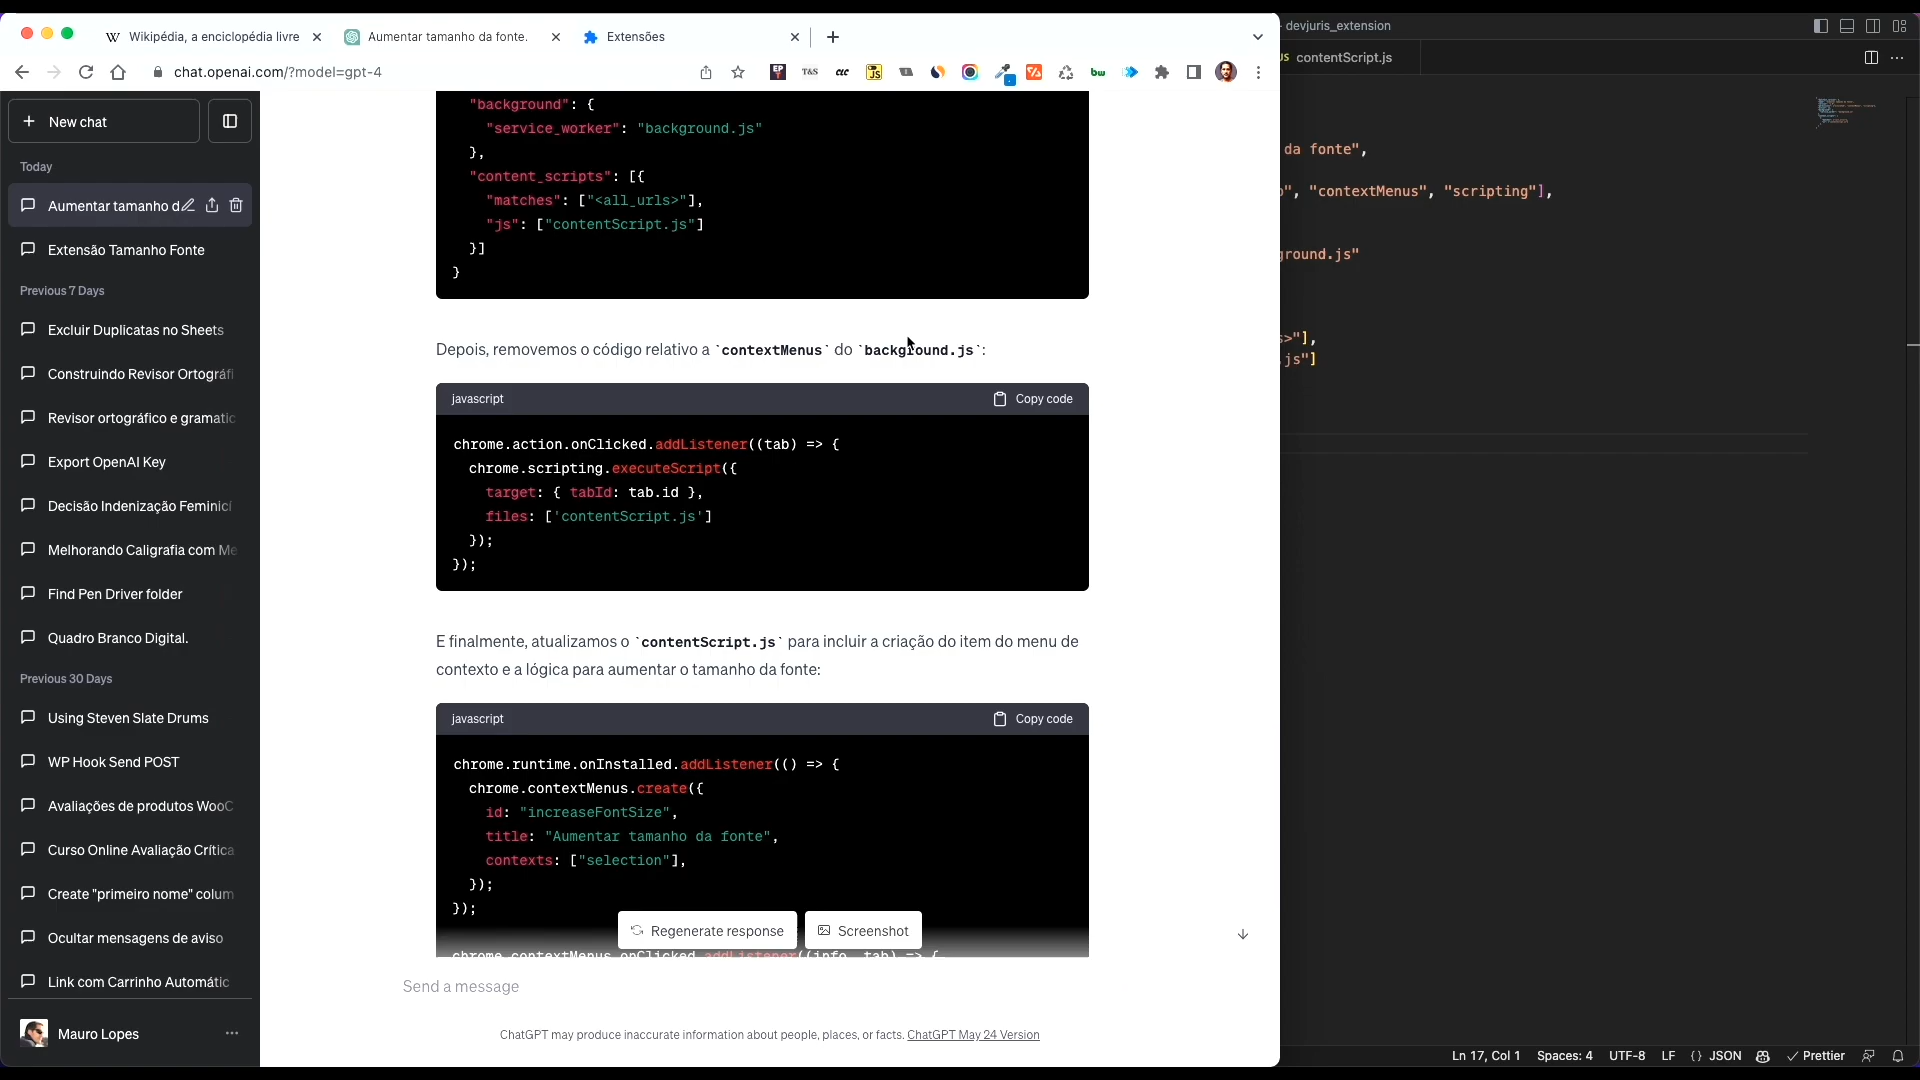 devjuris_extension
Wikipédia, a enciclopédia livre
Aumentar tamanho da fonte.
Extensões
chat.openai.com/?model=gpt-4
contentScript.js
New chat
Today
Aumentar tamanho d
Extensão Tamanho Fonte
Previous 7 Days
Excluir Duplicatas no Sheets
Construindo Revisor Ortográfi
Revisor ortográfico e gramatic
Export OpenAI Key
Decisão Indenização Feminicí
Melhorando Caligrafia com Me
Find Pen Driver folder
Quadro Branco Digital.
Previous 30 Days
Using Steven Slate Drums
WP Hook Send POST
Avaliações de produtos WooC
Curso Online Avaliação Crítica
Create "primeiro nome" colum
Ocultar mensagens de aviso
Link com Carrinho Automátic
Mauro Lopes
"background": {
"service_worker": "background.js"
},
"content_scripts": [{
"matches": ["<all_urls>"],
"js": ["contentScript.js"]
}]
}
Depois, removemos o código relativo a `contextMenus` do `background.js`:
javascript
Copy code
chrome.action.onClicked.addListener((tab) => {
chrome.scripting.executeScript({
target: { tabId: tab.id },
files: ['contentScript.js']
});
});
E finalmente, atualizamos o `contentScript.js` para incluir a criação do item do menu de
contexto e a lógica para aumentar o tamanho da fonte:
javascript
Copy code
chrome.runtime.onInstalled.addListener(() => {
chrome.contextMenus.create({
id: "increaseFontSize",
title: "Aumentar tamanho da fonte",
contexts: ["selection"],
});
});
chrome.contextMenus.onClicked.addListener((info, tab) => {
Regenerate response
Screenshot
Send a message
ChatGPT may produce inaccurate information about people, places, or facts. ChatGPT May 24 Version
da fonte",
", "contextMenus", "scripting"],
ground.js"
s>"],
js"]
Ln 17, Col 1
Spaces: 4
UTF-8
LF
{} JSON
Prettier